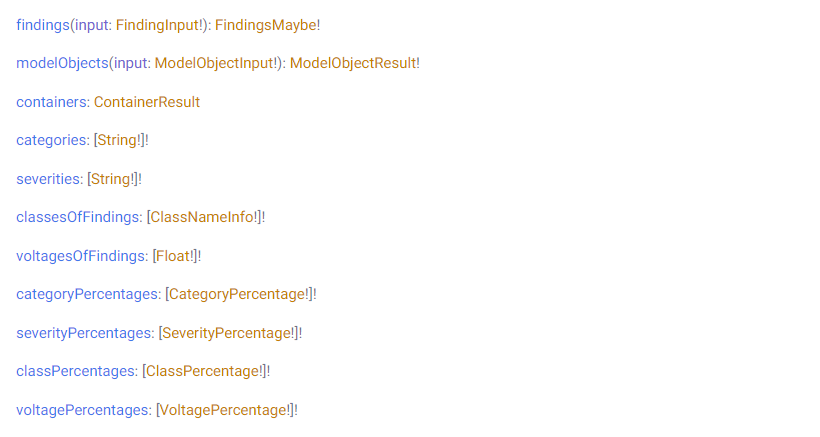 findings(input: FindingInput!): FindingsMaybe!
modelObjects(input: ModelObjectInput!): ModelObjectResult!
containers: ContainerResult
categories: [String!]!
severities: [String!]!
classesOfFindings: [ClassNameInfo!]!
voltagesOfFindings: [Float!]!
categoryPercentages: [CategoryPercentage!]!
severityPercentages: [SeverityPercentage!]!
classPercentages: [ClassPercentage!]!
voltagePercentages: [VoltagePercentage!]!